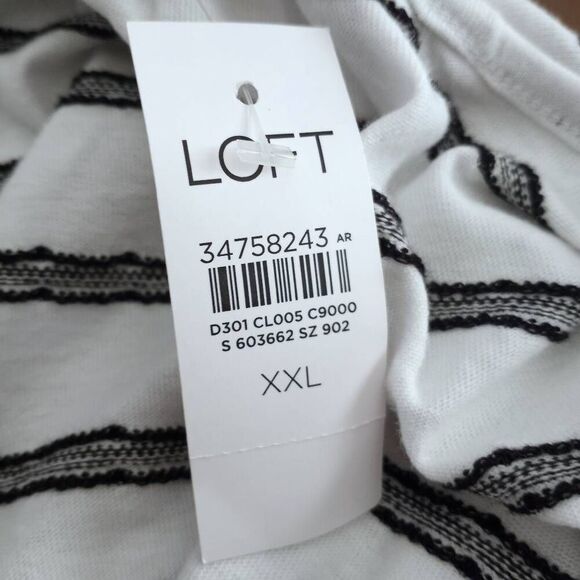 LOFT
34758243 AR
D301 CL005 C9000
S 603662 SZ 902
XXL